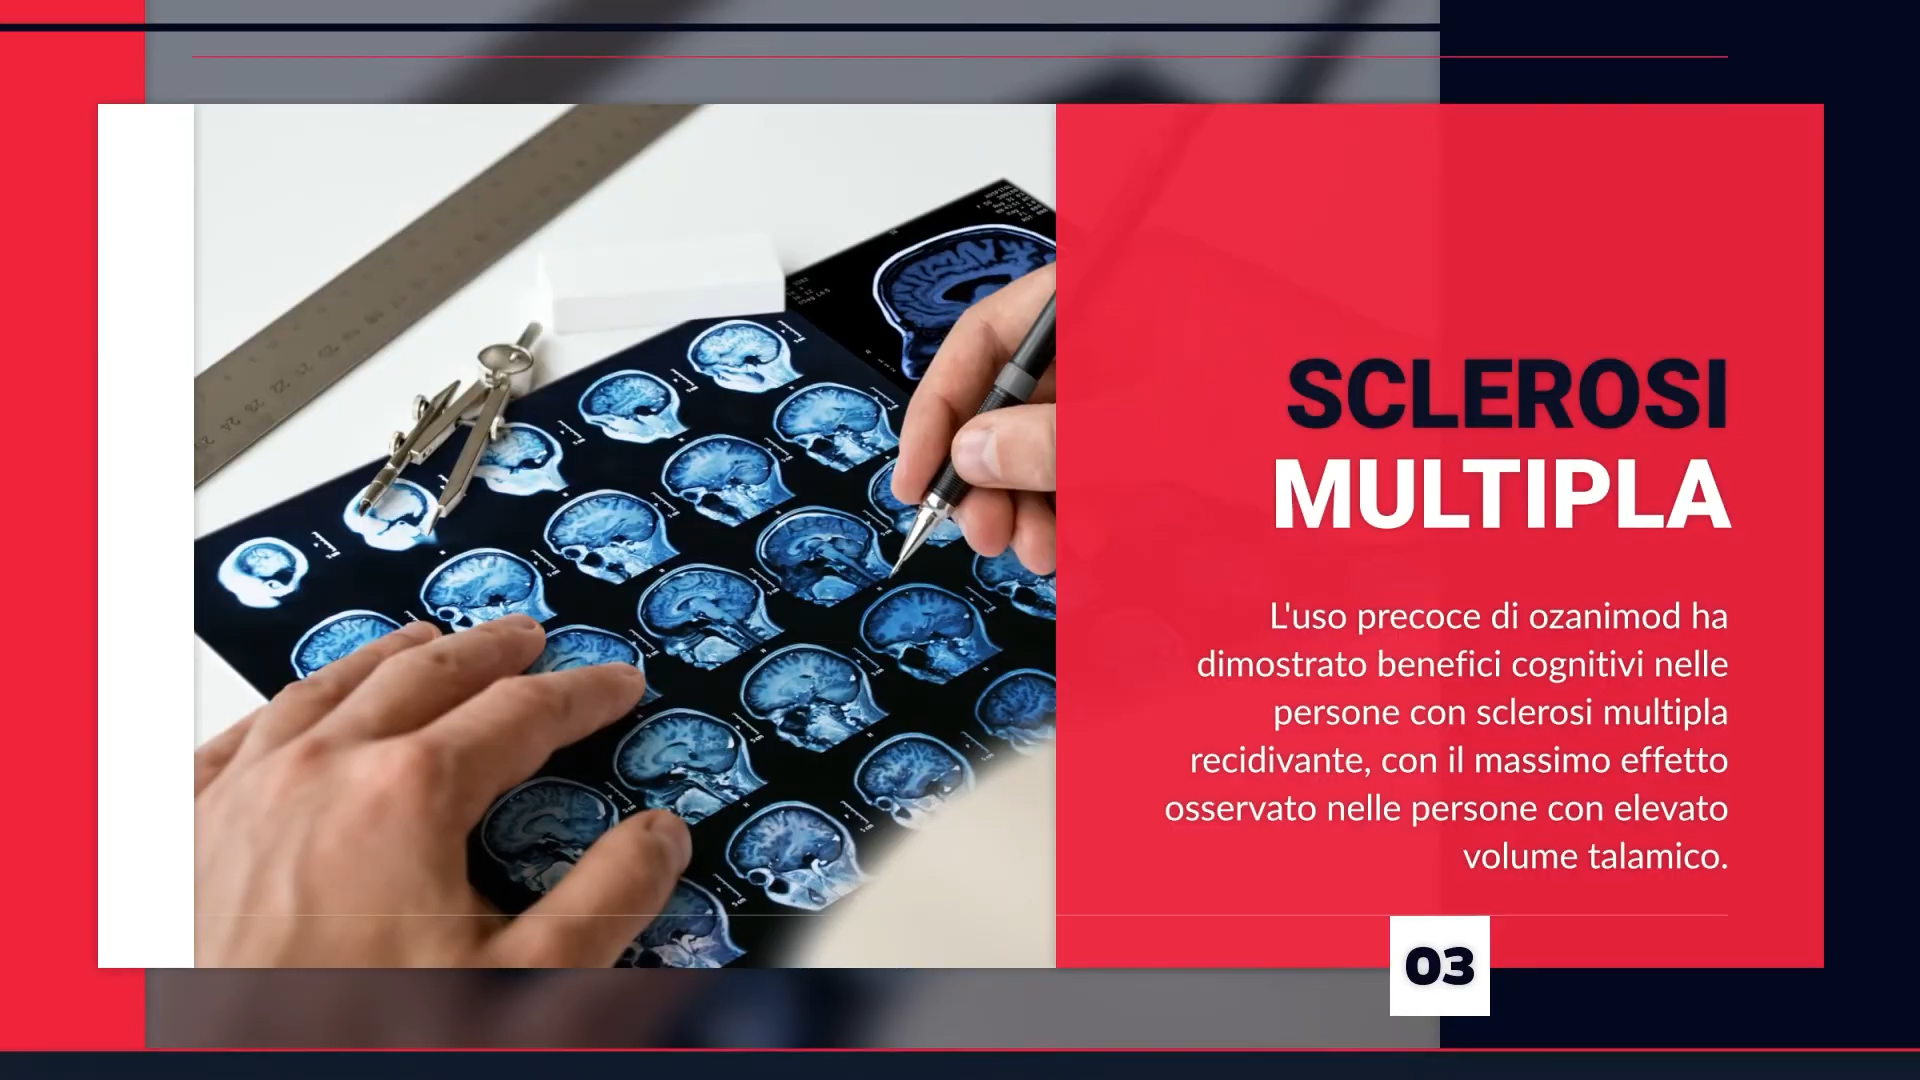 SCLEROSI
MULTIPLA
L'uso precoce di ozanimod ha
dimostrato benefici cognitivi nelle
persone con sclerosi multipla
recidivante, con il massimo effetto
osservato nelle persone con elevato
volume talamico.
03